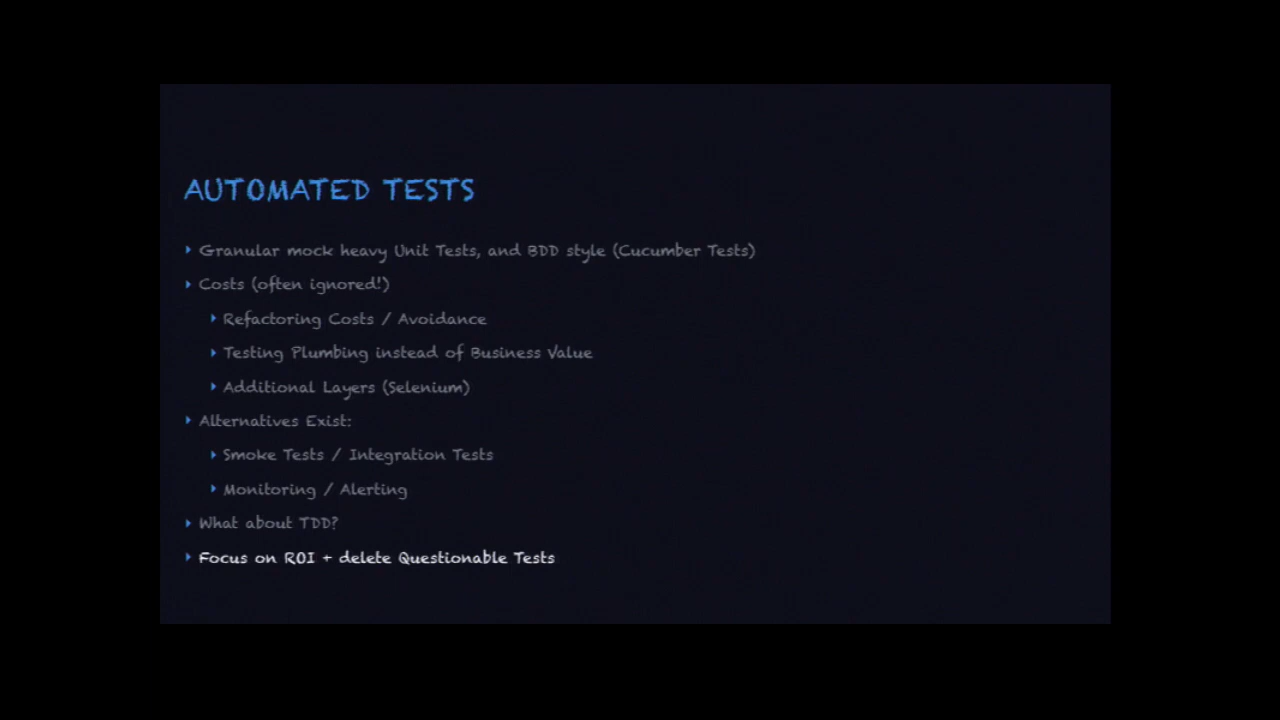 AUTOMATED TESTS
Granular mock heavy Unit Tests, and BDD style (Cucumber Tests)
Costs (often ignored!)
Refactoring Costs / Avoidance
Testing Plumbing instead of Business Value
Additional Layers (Selenium)
Alternatives Exist:
Smoke Tests / Integration Tests
Monitoring / Alerting
What about TDD?
Focus on ROI + delete Questionable Tests